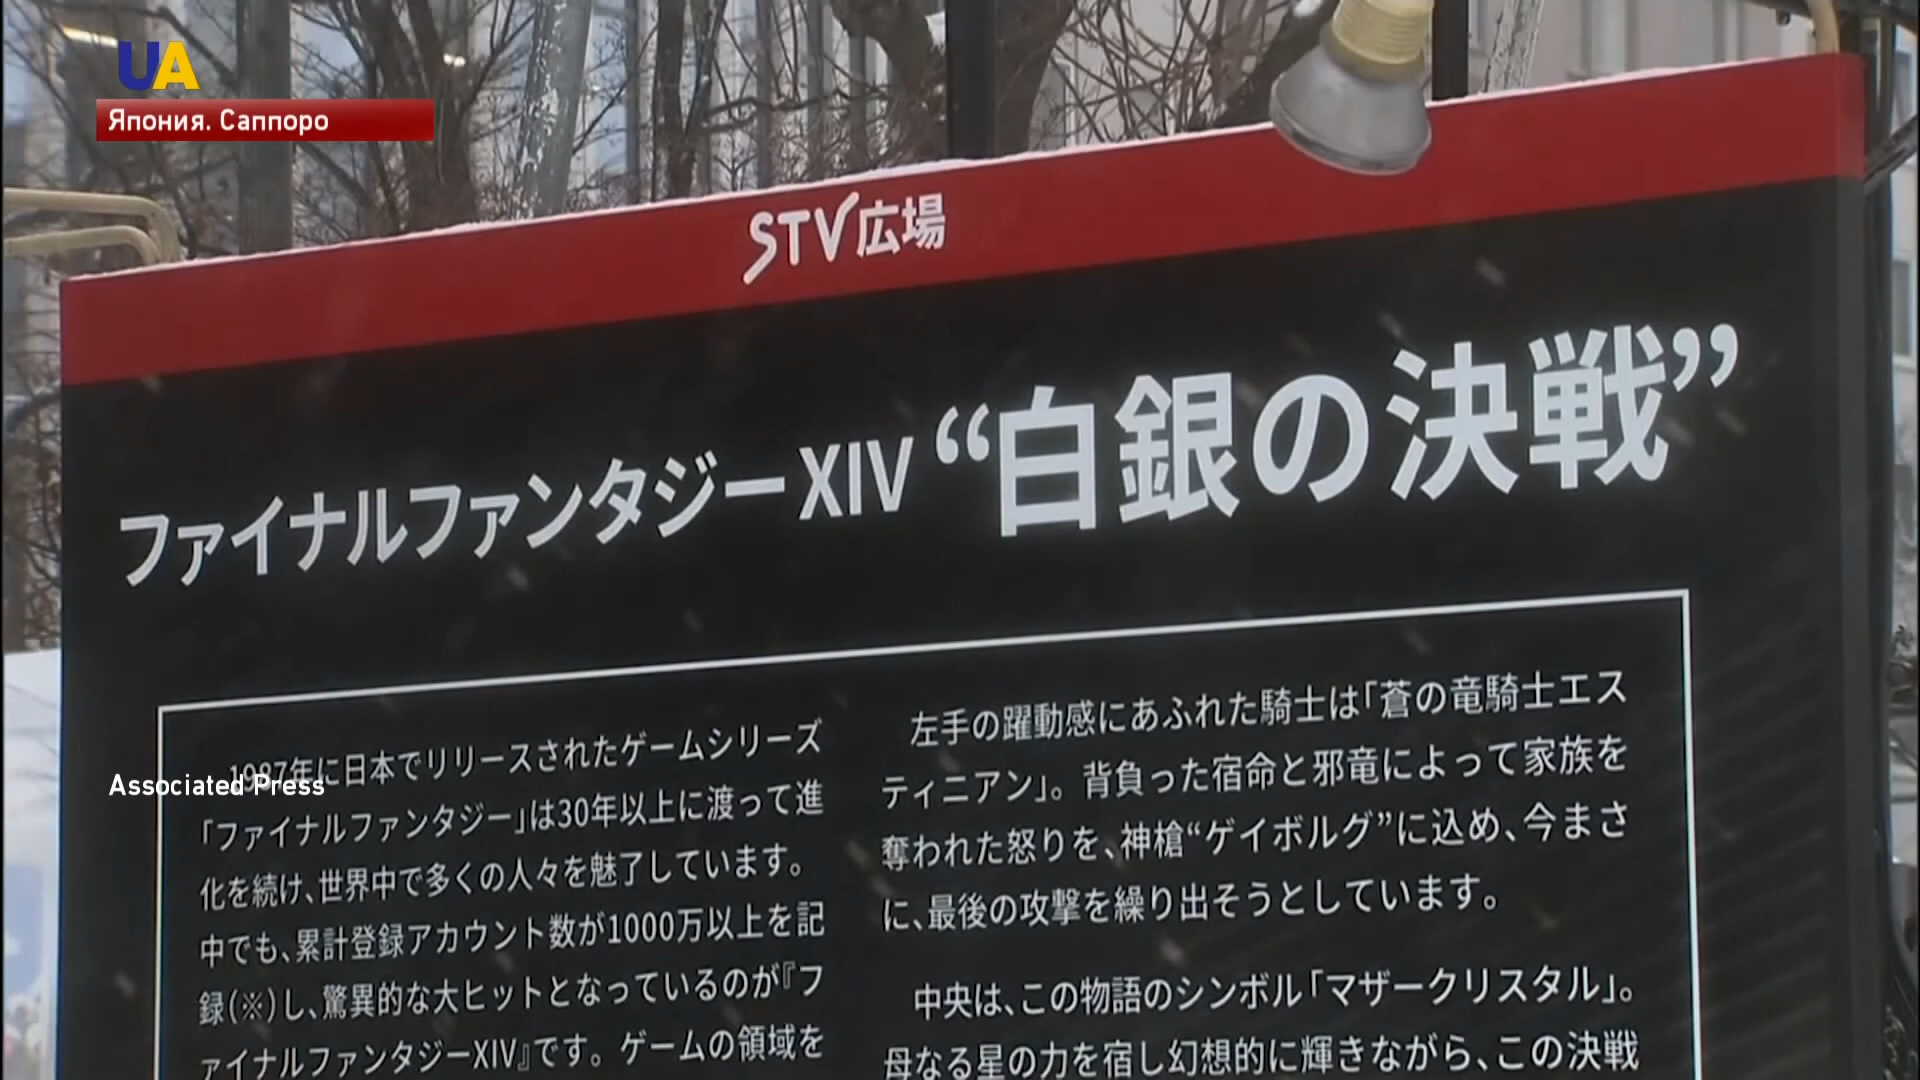 UA
Япония. Саппоро
STV広場
ファイナルファンタジーXIV “白銀の決戦”
1987年に日本でリリースされたゲームシリーズ
「ファイナルファンタジー」は30年以上に渡って進
化を続け、世界中で多くの人々を魅了しています。
中でも、累計登録アカウント数が1000万以上を記
録(※)し、驚異的な大ヒットとなっているのが『フ
ァイナルファンタジーXIV』です。ゲームの領域を
左手の躍動感にあふれた騎士は「蒼の竜騎士エス
ティニアン」。背負った宿命と邪竜によって家族を
奪われた怒りを、神槍“ゲイボルグ”に込め、今まさ
に、最後の攻撃を繰り出そうとしています。
中央は、この物語のシンボル「マザークリスタル」。
母なる星の力を宿し幻想的に輝きながら、この決戦
Associated Press